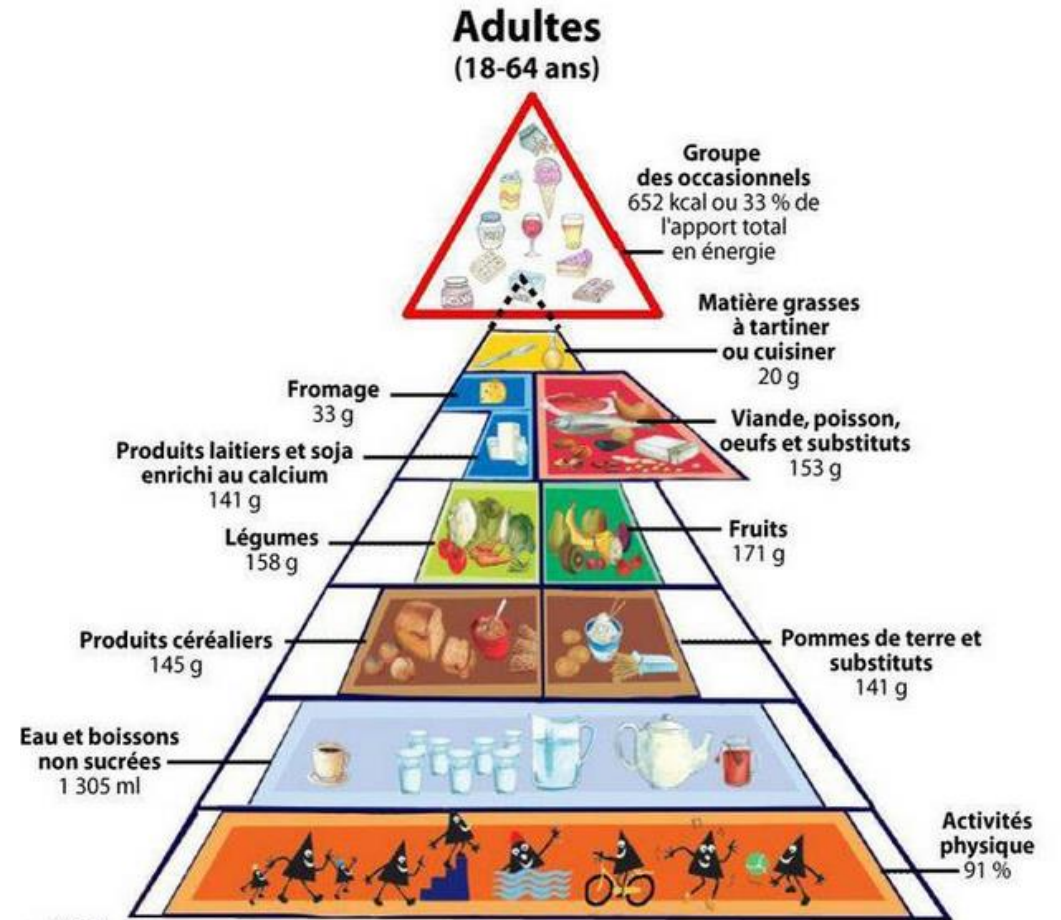 Adultes
(18-64 ans)
Groupe
des occasionnels
652 kcal ou 33 % de
l'apport total
en énergie
Matière grasses
à tartiner
ou cuisiner
20 g
Fromage
33 g
Viande, poisson,
oeufs et substituts
153 g
Produits laitiers et soja
enrichi au calcium
141 g
Légumes
158 g
Fruits
171 g
Produits céréaliers
145 g
Pommes de terre et
substituts
141 g
Eau et boissons
non sucrées
1 305 ml
Activités
physique
91 %